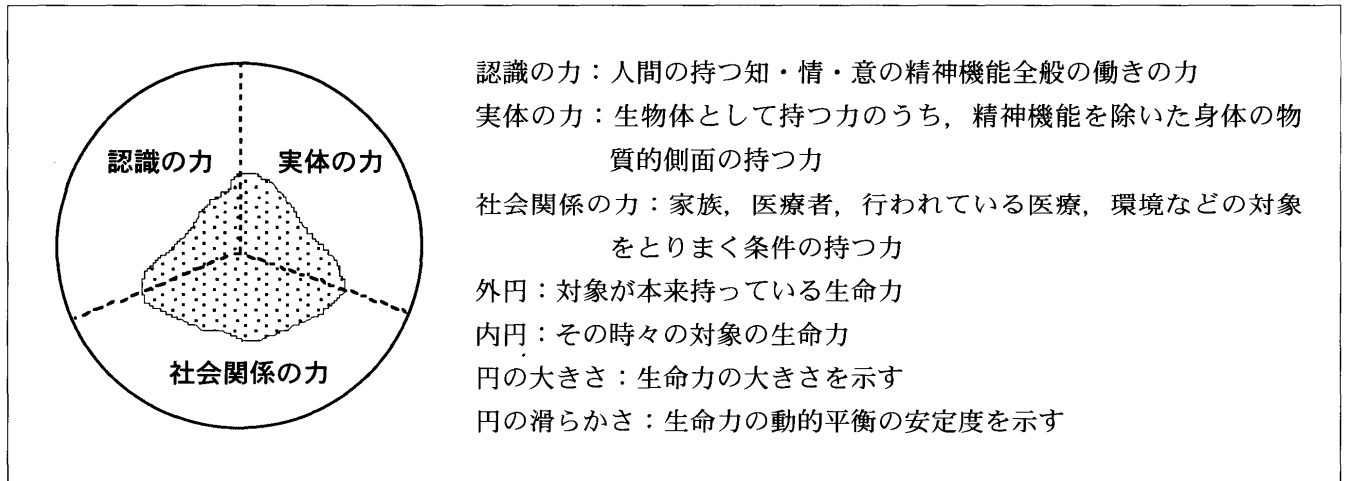 認識の力
実体の力
社会関係の力
認識の力：人間の持つ知・情・意の精神機能全般の働きの力
実体の力：生物体として持つ力のうち，精神機能を除いた身体の物
質的側面の持つ力
社会関係の力：家族，医療者，行われている医療，環境などの対象
をとりまく条件の持つ力
外円：対象が本来持っている生命力
内円：その時々の対象の生命力
円の大きさ：生命力の大きさを示す
円の滑らかさ：生命力の動的平衡の安定度を示す